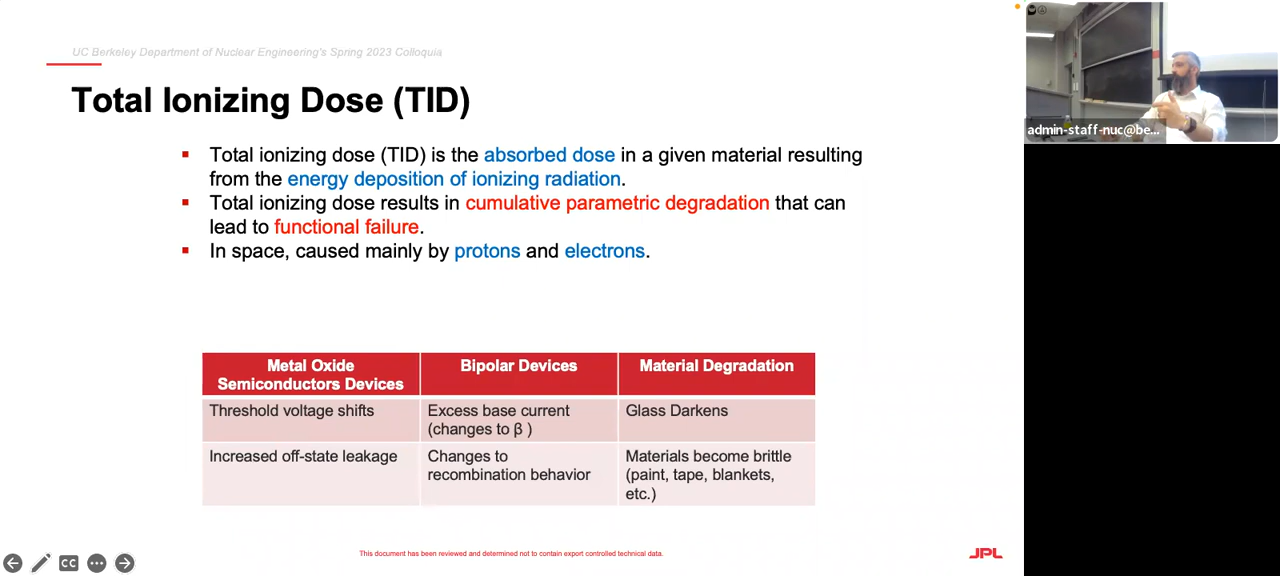 UC Berkeley Department of Nuclear Engineering's Spring 2023 Colloquia
Total Ionizing Dose (TID)
Total ionizing dose (TID) is the absorbed dose in a given material resulting
from the energy deposition of ionizing radiation.
Total ionizing dose results in cumulative parametric degradation that can
lead to functional failure.
In space, caused mainly by protons and electrons.
Metal Oxide
Semiconductors Devices
Bipolar Devices
Material Degradation
Threshold voltage shifts
Excess base current
(changes to β )
Glass Darkens
Increased off-state leakage
Changes to
recombination behavior
Materials become brittle
(paint, tape, blankets,
etc.)
This document has been reviewed and determined not to contain export controlled technical data.
JPL
CC
admin-staff-nuc@be...